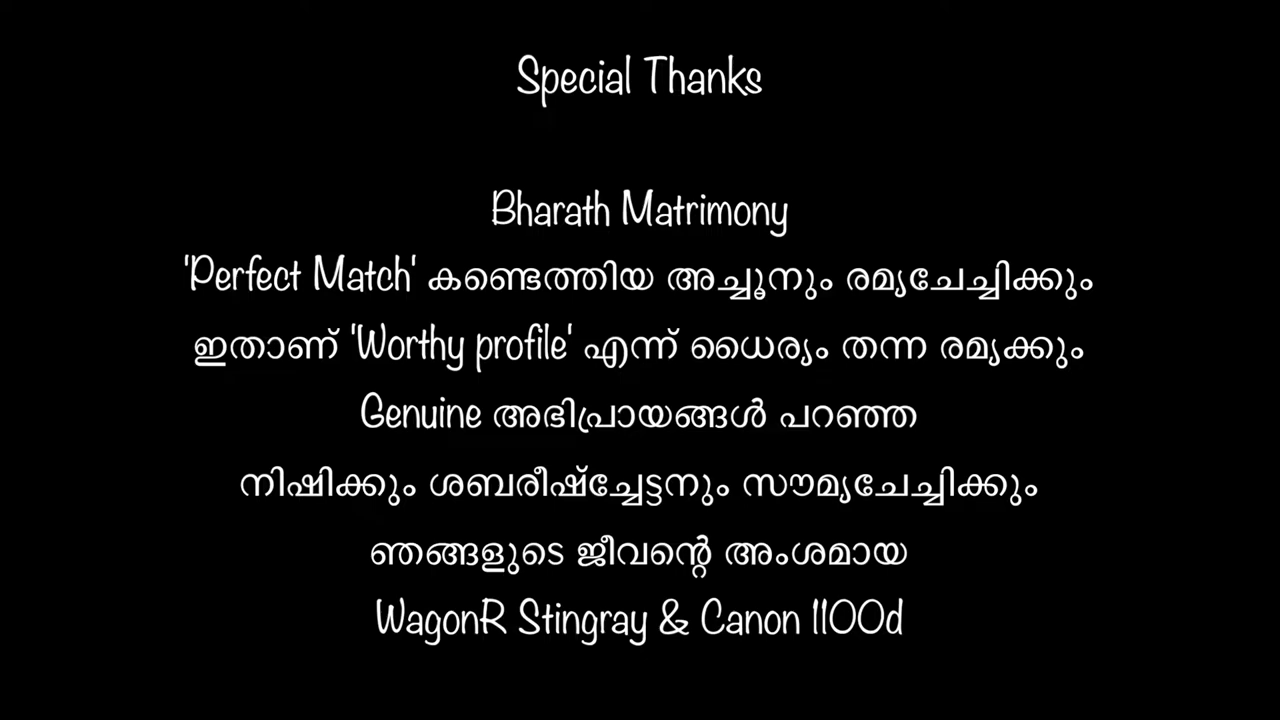 Special Thanks
Bharath Matrimony
'Perfect Match' കണ്ടെത്തിയ അച്ചൂനും രമ്യചേച്ചിക്കും
ഇതാണ് 'Worthy profile' എന്ന് ധൈര്യം തന്ന രമ്യക്കും
Genuine അഭിപ്രായങ്ങൾ പറഞ്ഞ
നിഷിക്കും ശബരീഷ്ച്ചേട്ടനും സൗമ്യചേച്ചിക്കും
ഞങ്ങളുടെ ജീവന്റെ അംശമായ
WagonR Stingray & Canon 1100d